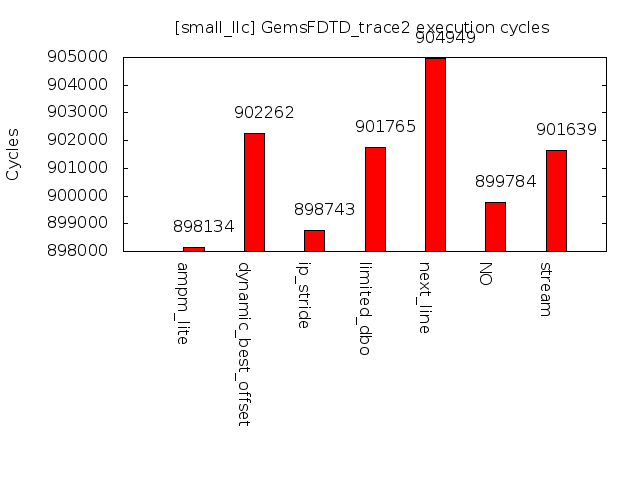 [small_llc] GemsFDTD_trace2 execution cycles
904949
905000
904000
903000
902000
901000
900000
899000
898000
Cycles
902262
901765
901639
899784
898743
898134
ampm_lite
dynamic_best_offset
ip_stride
limited_dbo
next_line
NO
stream